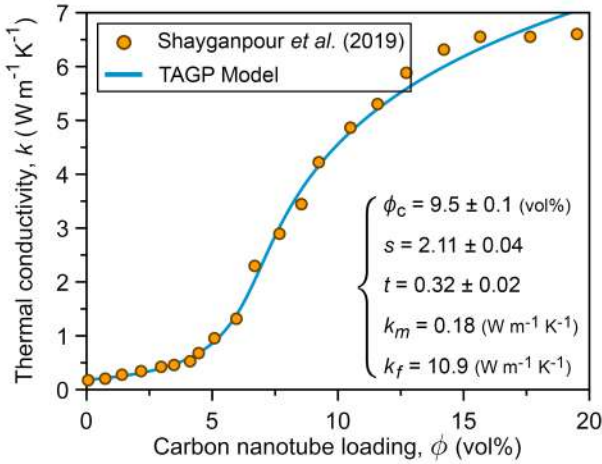 7
6
5
4
3
2
1
0
Thermal conductivity, k ( W m⁻¹ K⁻¹)
Shayganpour et al. (2019)
TAGP Model
ϕc = 9.5 ± 0.1 (vol%)
s = 2.11 ± 0.04
t = 0.32 ± 0.02
km = 0.18 (W m⁻¹ K⁻¹)
kf = 10.9 (W m⁻¹ K⁻¹)
0 5 10 15 20
Carbon nanotube loading, ϕ (vol%)